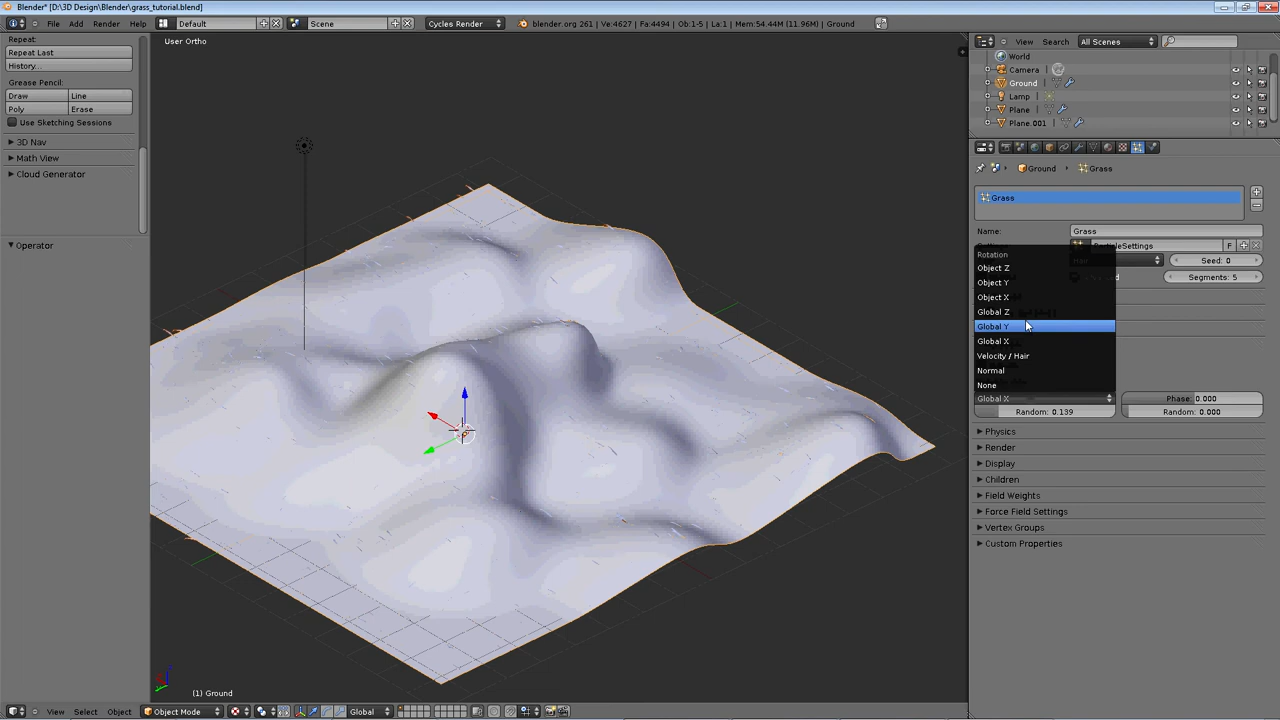 Blender* [D:\3D Design\Blender\grass_tutorial.blend]
File Add Render Help Default Scene Cycles Render blender.org 261 | Ve:4627 | Fa:4494 | Ob:1-5 | La:1 | Mem:54.44M (11.96M) | Ground
Repeat:
Repeat Last
History...
Grease Pencil:
Draw Line
Poly Erase
Use Sketching Sessions
3D Nav
Math View
Cloud Generator
Operator
User Ortho
(1) Ground
View Select Object Object Mode Global
View Search All Scenes
World
Camera
Ground
Lamp
Plane
Plane.001
Ground Grass
Grass
Name: Grass
ParticleSettings F
Seed: 0
Segments: 5
Rotation
Object Z
Object Y
Object X
Global Z
Global Y
Global X
Velocity / Hair
Normal
None
Global X Phase: 0.000
Random: 0.139 Random: 0.000
Physics
Render
Display
Children
Field Weights
Force Field Settings
Vertex Groups
Custom Properties